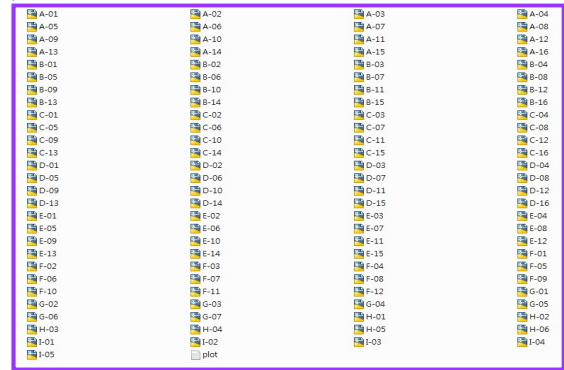 A-01 A-02 A-03 A-04
A-05 A-06 A-07 A-08
A-09 A-10 A-11 A-12
A-13 A-14 A-15 A-16
B-01 B-02 B-03 B-04
B-05 B-06 B-07 B-08
B-09 B-10 B-11 B-12
B-13 B-14 B-15 B-16
C-01 C-02 C-03 C-04
C-05 C-06 C-07 C-08
C-09 C-10 C-11 C-12
C-13 C-14 C-15 C-16
D-01 D-02 D-03 D-04
D-05 D-06 D-07 D-08
D-09 D-10 D-11 D-12
D-13 D-14 D-15 D-16
E-01 E-02 E-03 E-04
E-05 E-06 E-07 E-08
E-09 E-10 E-11 E-12
E-13 E-14 E-15 F-01
F-02 F-03 F-04 F-05
F-06 F-07 F-08 F-09
F-10 F-11 F-12 G-01
G-02 G-03 G-04 G-05
G-06 G-07 H-01 H-02
H-03 H-04 H-05 H-06
I-01 I-02 I-03 I-04
I-05 plot